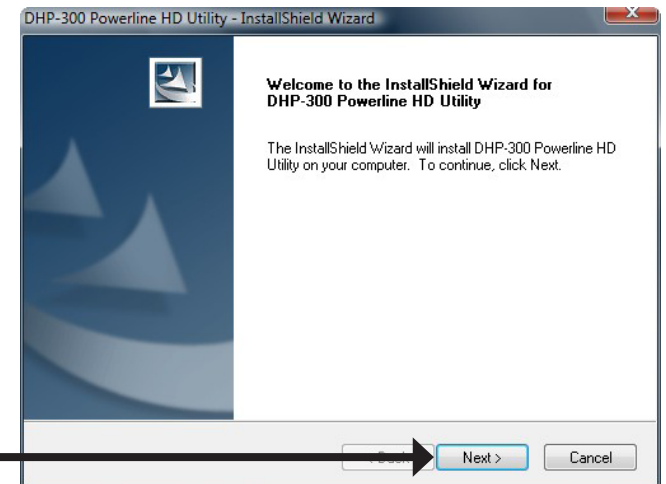 DHP-300 Powerline HD Utility - InstallShield Wizard
Welcome to the InstallShield Wizard for
DHP-300 Powerline HD Utility
The InstallShield Wizard will install DHP-300 Powerline HD
Utility on your computer.  To continue, click Next.
Next > Cancel